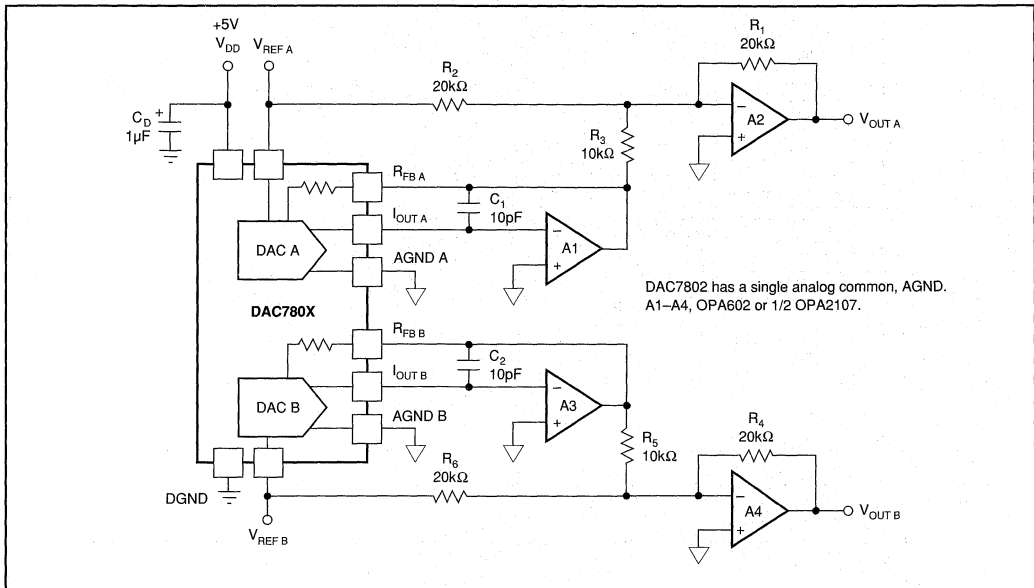 +5V
V_DD
V_REF A
C_D +
1µF
R_2
20kΩ
R_1
20kΩ
R_3
10kΩ
A2
−
+
V_OUT A
R_FB A
C_1
10pF
I_OUT A
A1
−
+
DAC A
AGND A
DAC780X
DAC7802 has a single analog common, AGND.
A1–A4, OPA602 or 1/2 OPA2107.
R_FB B
C_2
10pF
I_OUT B
A3
−
+
DAC B
AGND B
R_5
10kΩ
R_4
20kΩ
R_6
20kΩ
A4
−
+
V_OUT B
DGND
V_REF B